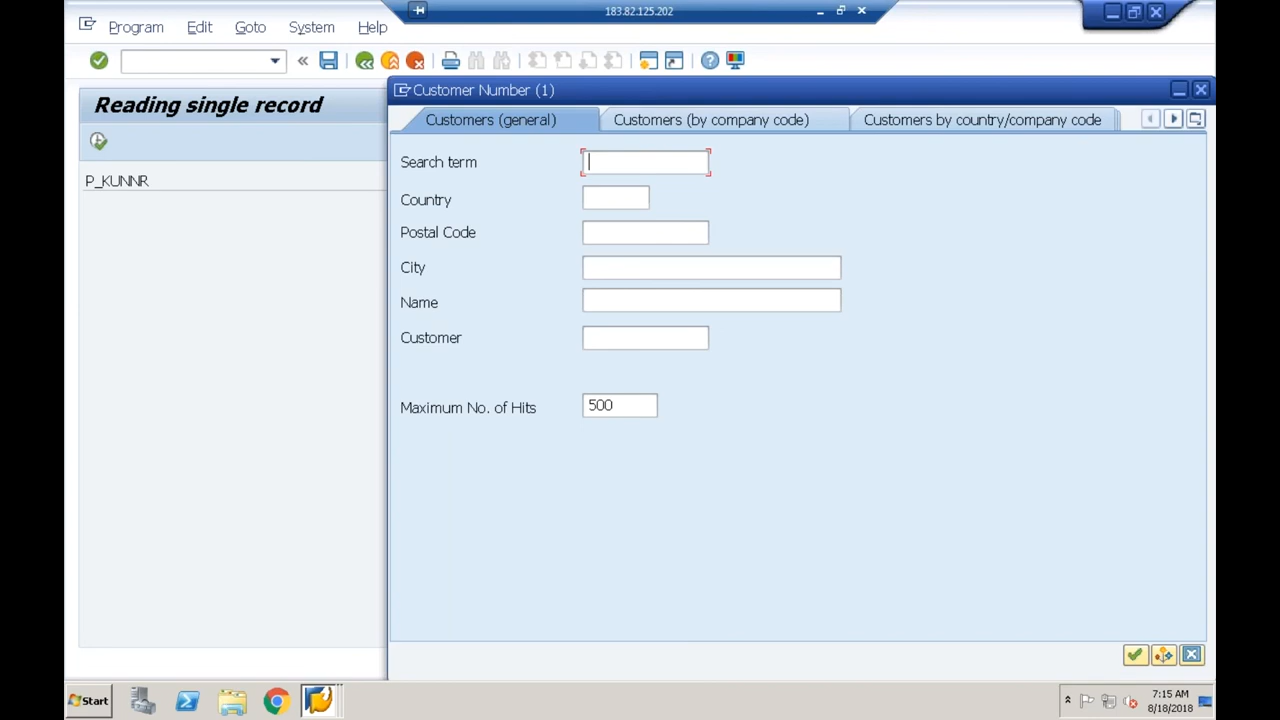 183.82.125.202
Program Edit Goto System Help
Reading single record
P_KUNNR
Customer Number (1)
Customers (general) Customers (by company code) Customers by country/company code
Search term
Country
Postal Code
City
Name
Customer
Maximum No. of Hits 500
Start
7:15 AM
8/18/2018